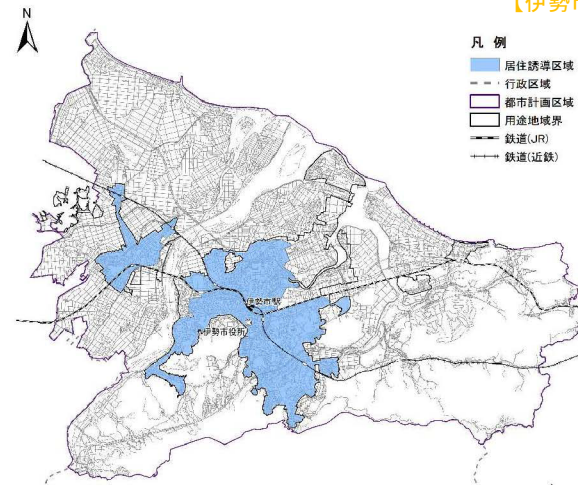 【伊勢
N
凡 例
居住誘導区域
行政区域
都市計画区域
用途地域界
鉄道(JR)
鉄道(近鉄)
伊勢市駅
伊勢市役所